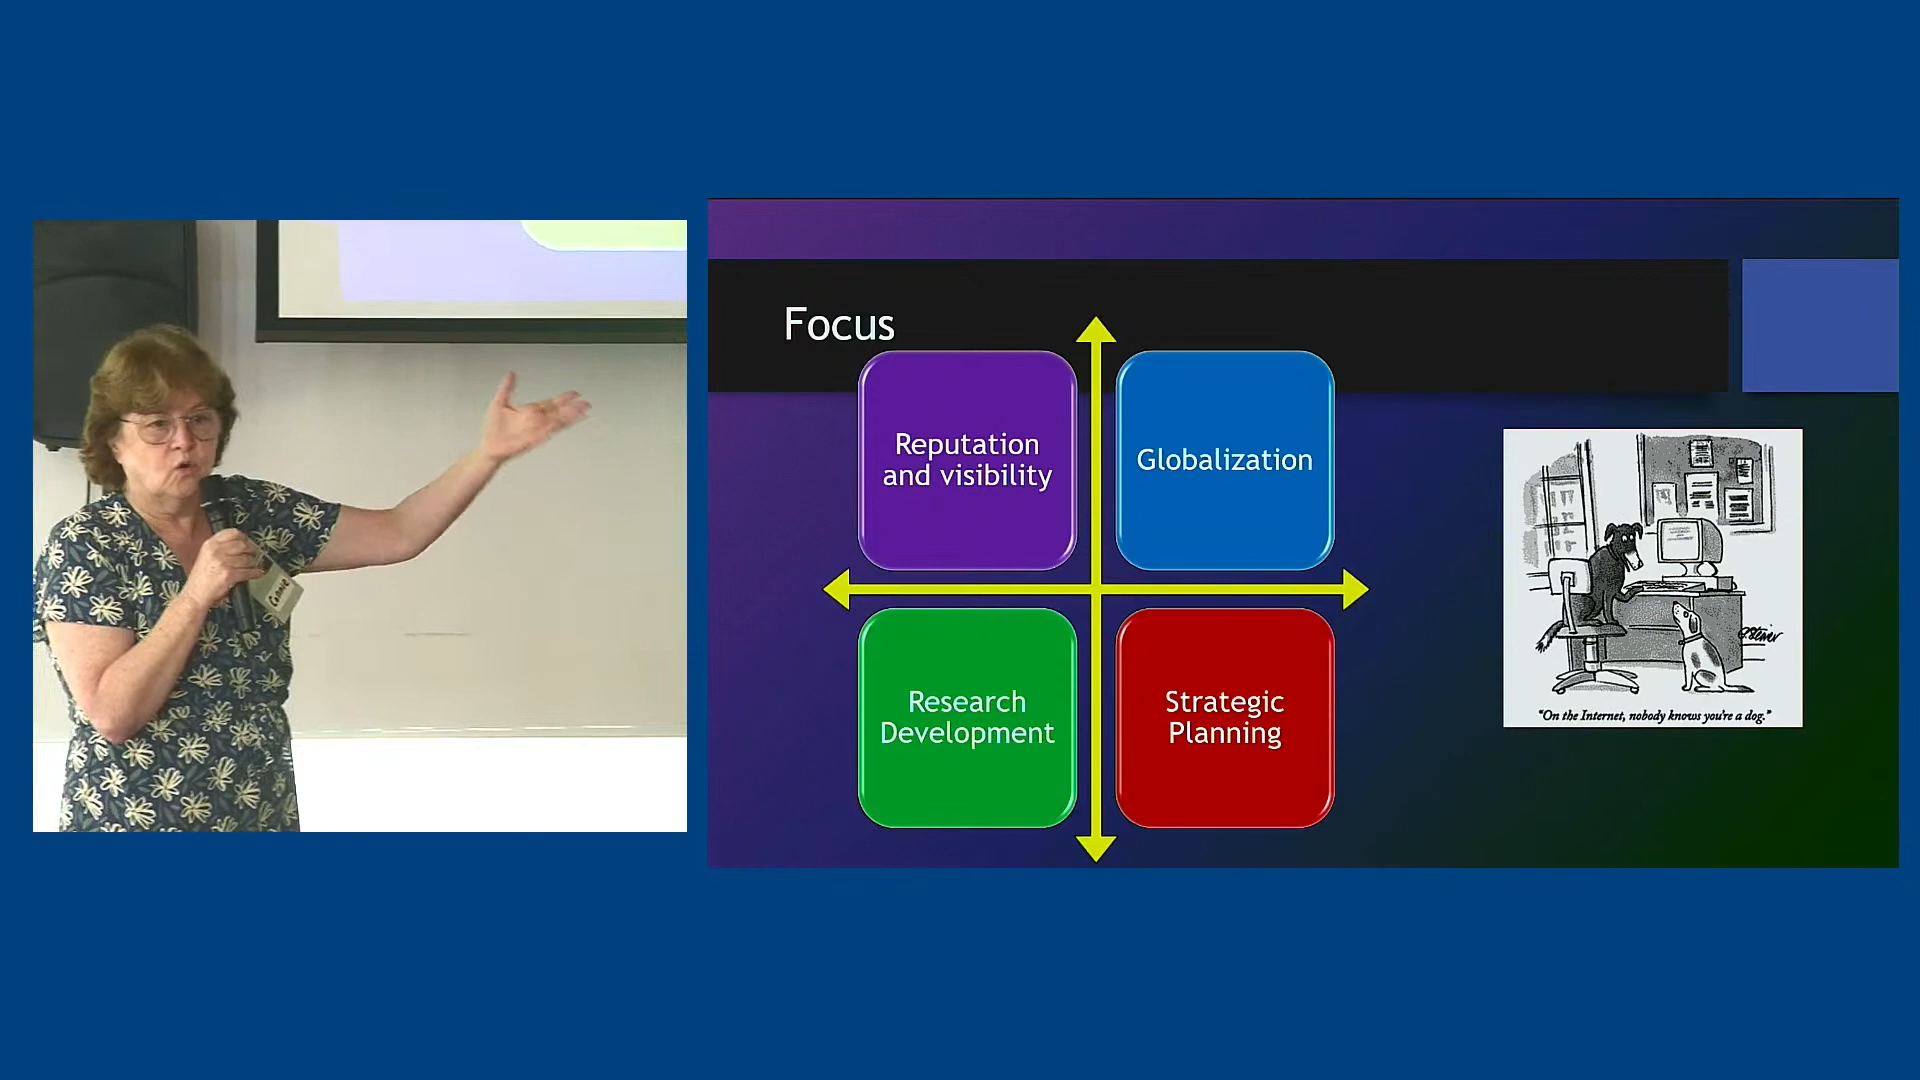 Focus
Reputation
and visibility
Globalization
Research
Development
Strategic
Planning
"On the Internet, nobody knows you're a dog."